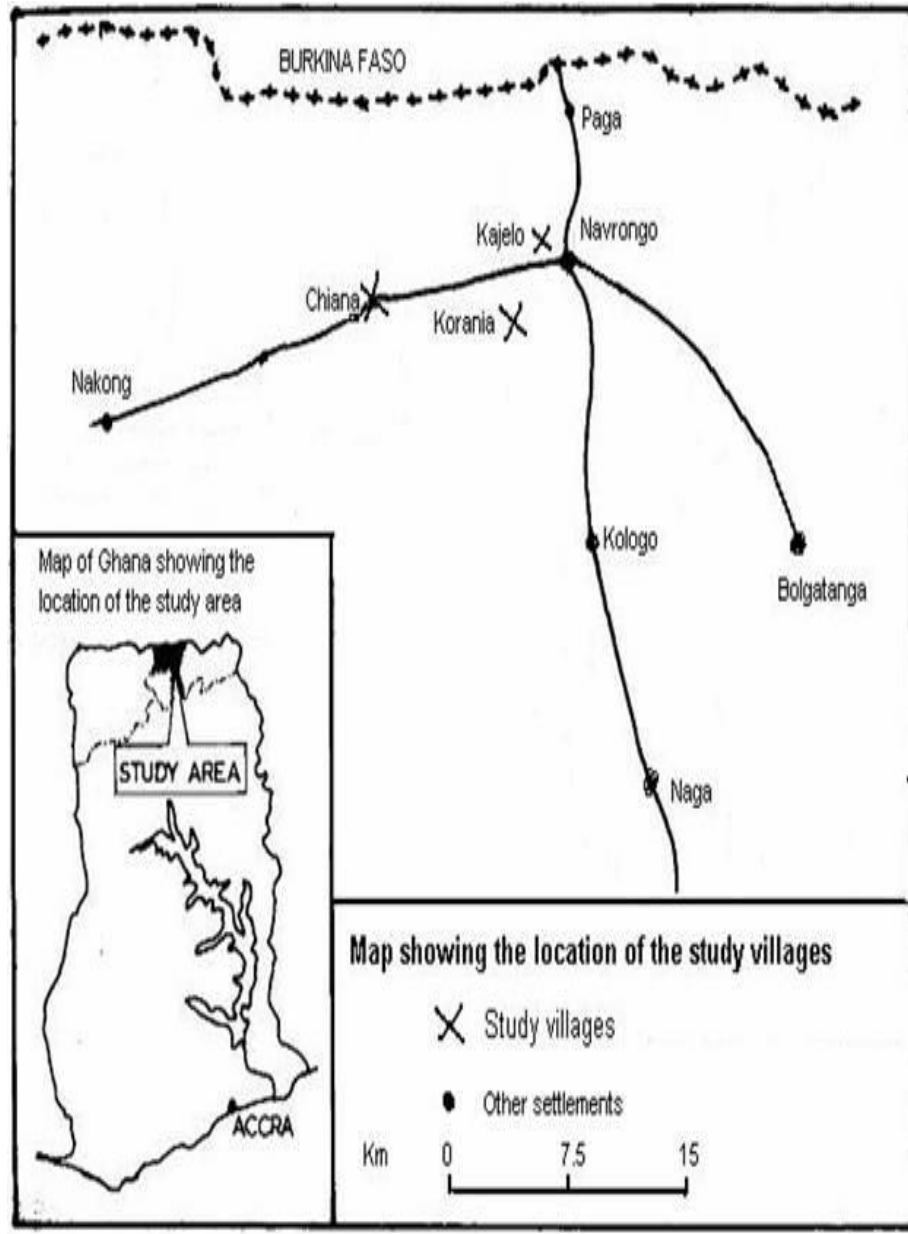 BURKINA FASO
Paga
Kajelo
Navrongo
Chiana
Korania
Nakong
Kologo
Bolgatanga
Naga
Map of Ghana showing the
location of the study area
STUDY AREA
ACCRA
Map showing the location of the study villages
Study villages
Other settlements
Km 0 7.5 15